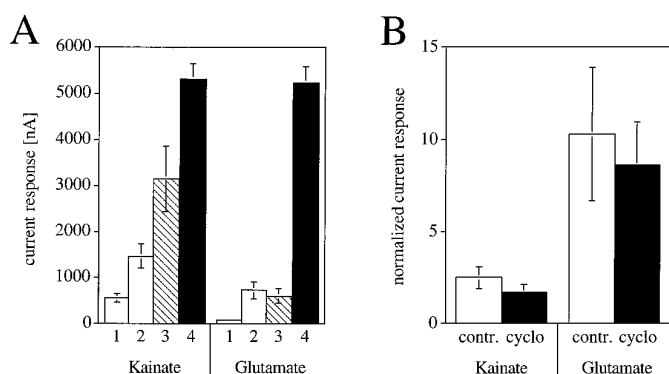 A
6000
5000
4000
3000
2000
1000
0
current response [nA]
1 2 3 4 1 2 3 4
Kainate Glutamate
B
15
10
5
0
normalized current response
contr. cyclo contr. cyclo
Kainate Glutamate